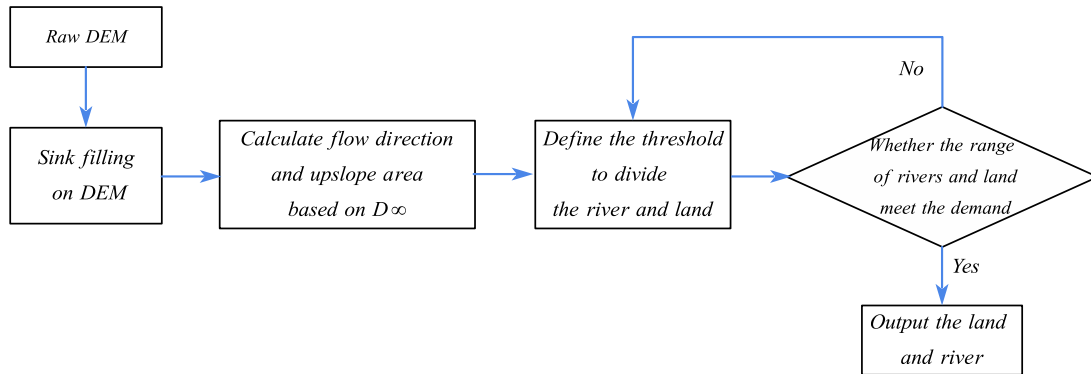 Raw DEM
Sink filling
on DEM
Calculate flow direction
and upslope area
based on D∞
Define the threshold
to divide
the river and land
No
Whether the range
of rivers and land
meet the demand
Yes
Output the land
and river